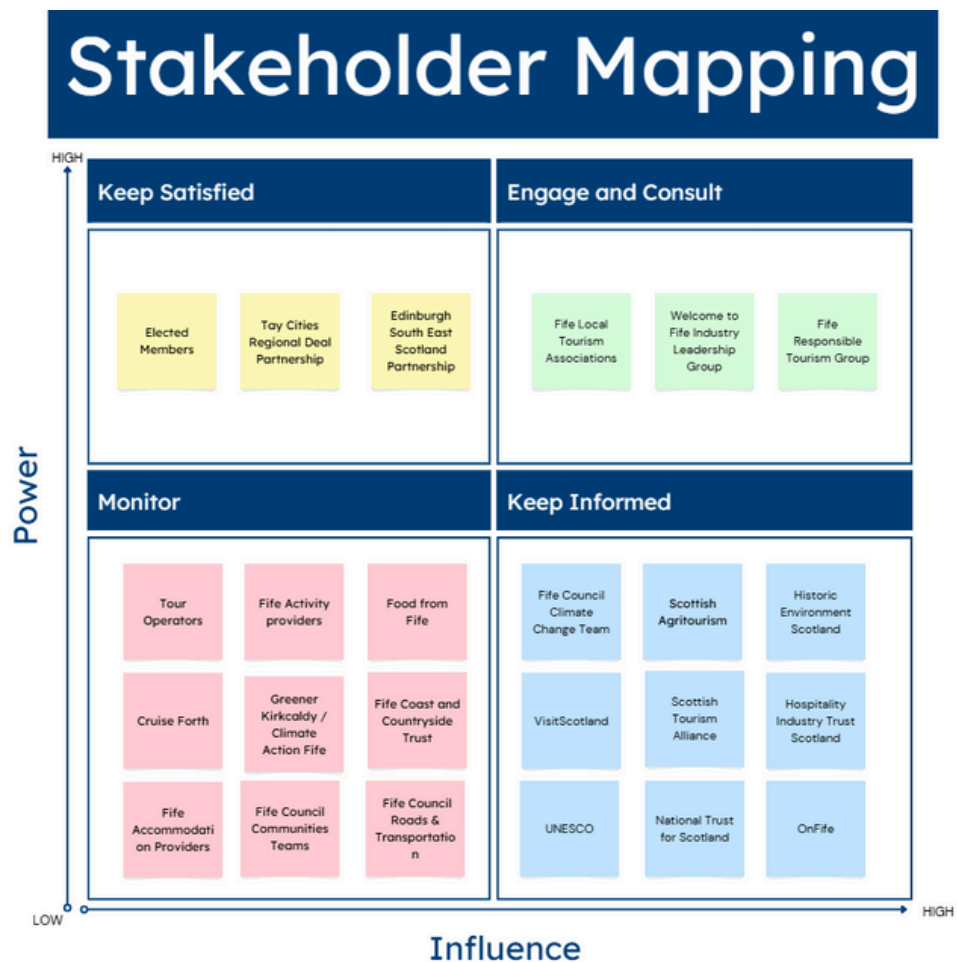 Stakeholder Mapping
HIGH
Keep Satisfied
Engage and Consult
Elected
Members
Tay Cities
Regional Deal
Partnership
Edinburgh
South East
Scotland
Partnership
Fife Local
Tourism
Associations
Welcome to
Fife Industry
Leadership
Group
Fife
Responsible
Tourism Group
Power
Monitor
Keep Informed
Tour
Operators
Fife Activity
providers
Food from
Fife
Fife Council
Climate
Change Team
Scottish
Agritourism
Historic
Environment
Scotland
Cruise Forth
Greener
Kirkcaldy /
Climate
Action Fife
Fife Coast and
Countryside
Trust
VisitScotland
Scottish
Tourism
Alliance
Hospitality
Industry Trust
Scotland
Fife
Accommodati
on Providers
Fife Council
Communities
Teams
Fife Council
Roads &
Transportatio
n
UNESCO
National Trust
for Scotland
OnFife
LOW
HIGH
Influence